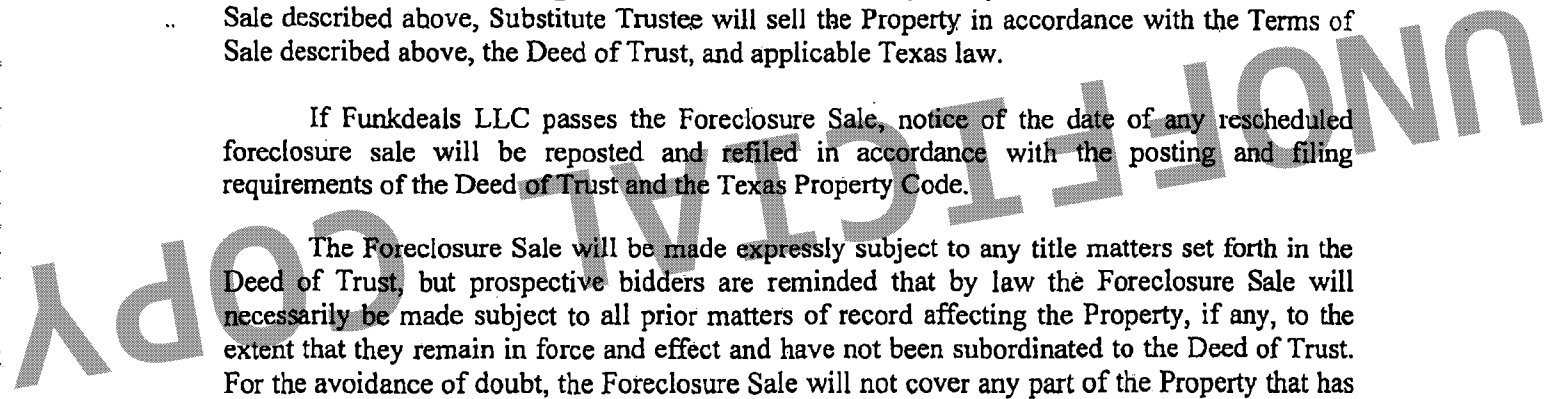 Sale described above, Substitute Trustee will sell the Property in accordance with the Terms of
Sale described above, the Deed of Trust, and applicable Texas law.
If Funkdeals LLC passes the Foreclosure Sale, notice of the date of any rescheduled
foreclosure sale will be reposted and refiled in accordance with the posting and filing
requirements of the Deed of Trust and the Texas Property Code.
The Foreclosure Sale will be made expressly subject to any title matters set forth in the
Deed of Trust, but prospective bidders are reminded that by law the Foreclosure Sale will
necessarily be made subject to all prior matters of record affecting the Property, if any, to the
extent that they remain in force and effect and have not been subordinated to the Deed of Trust.
For the avoidance of doubt, the Foreclosure Sale will not cover any part of the Property that has
UNOFFICIAL COPY